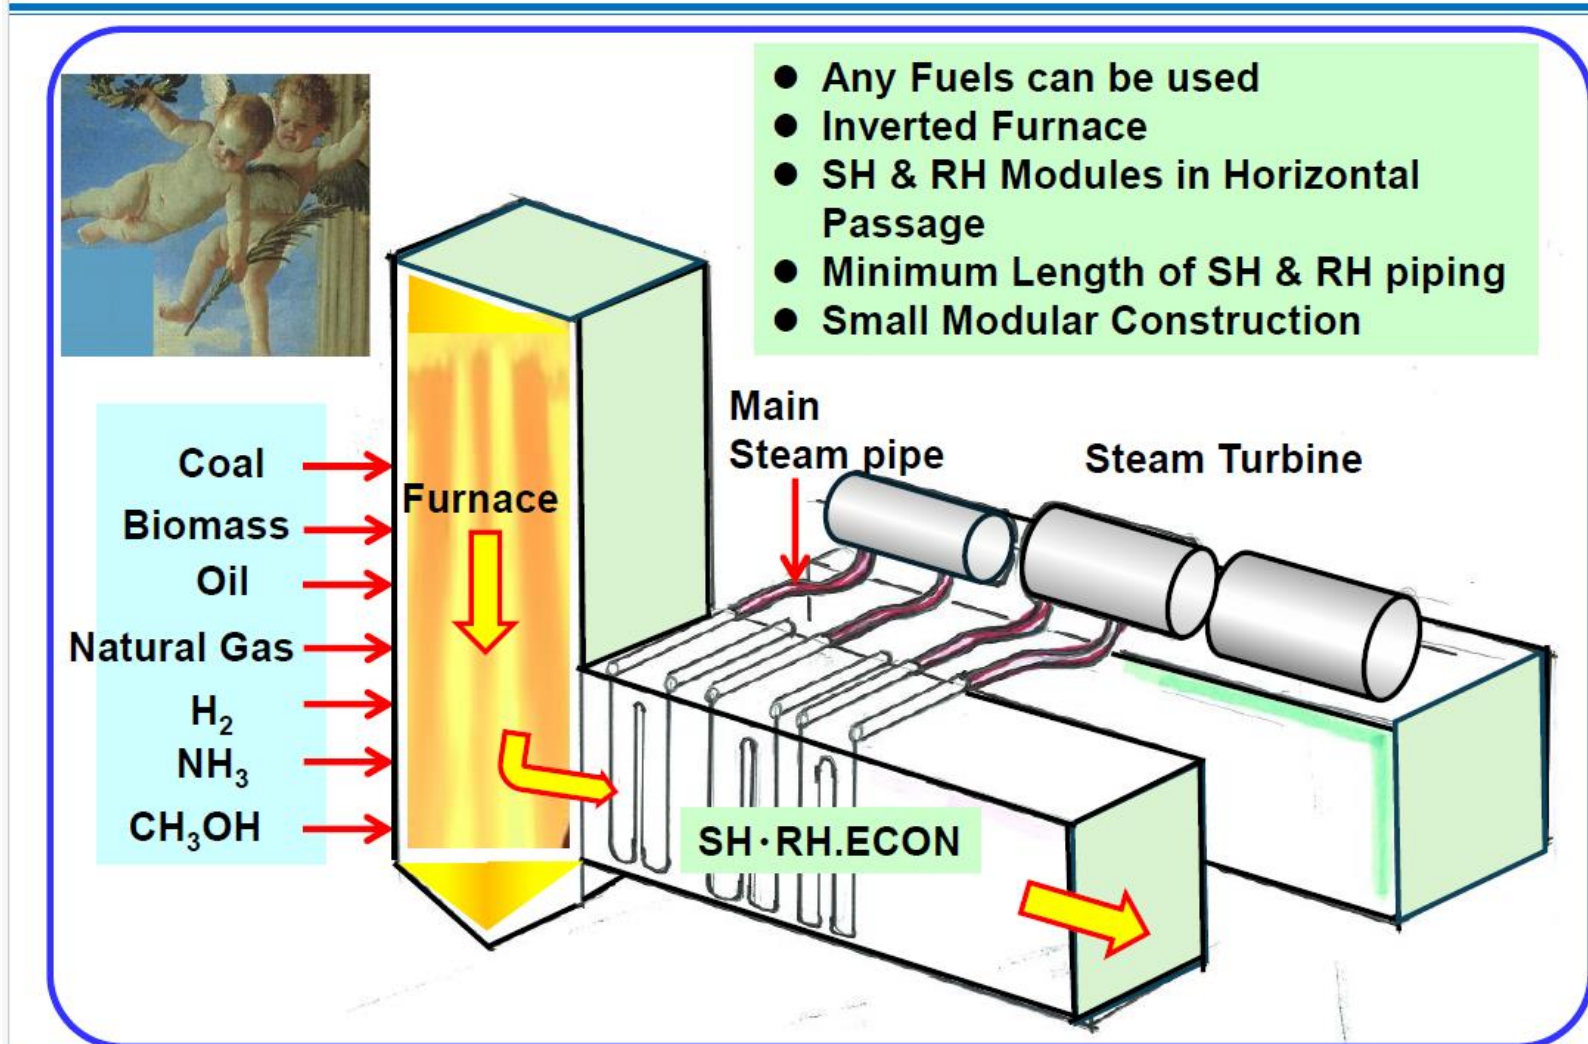 ● Any Fuels can be used
● Inverted Furnace
● SH & RH Modules in Horizontal
Passage
● Minimum Length of SH & RH piping
● Small Modular Construction
Main
Steam pipe
Steam Turbine
Coal
Furnace
Biomass
Oil
Natural Gas
H₂
NH₃
CH₃OH
SH･RH.ECON